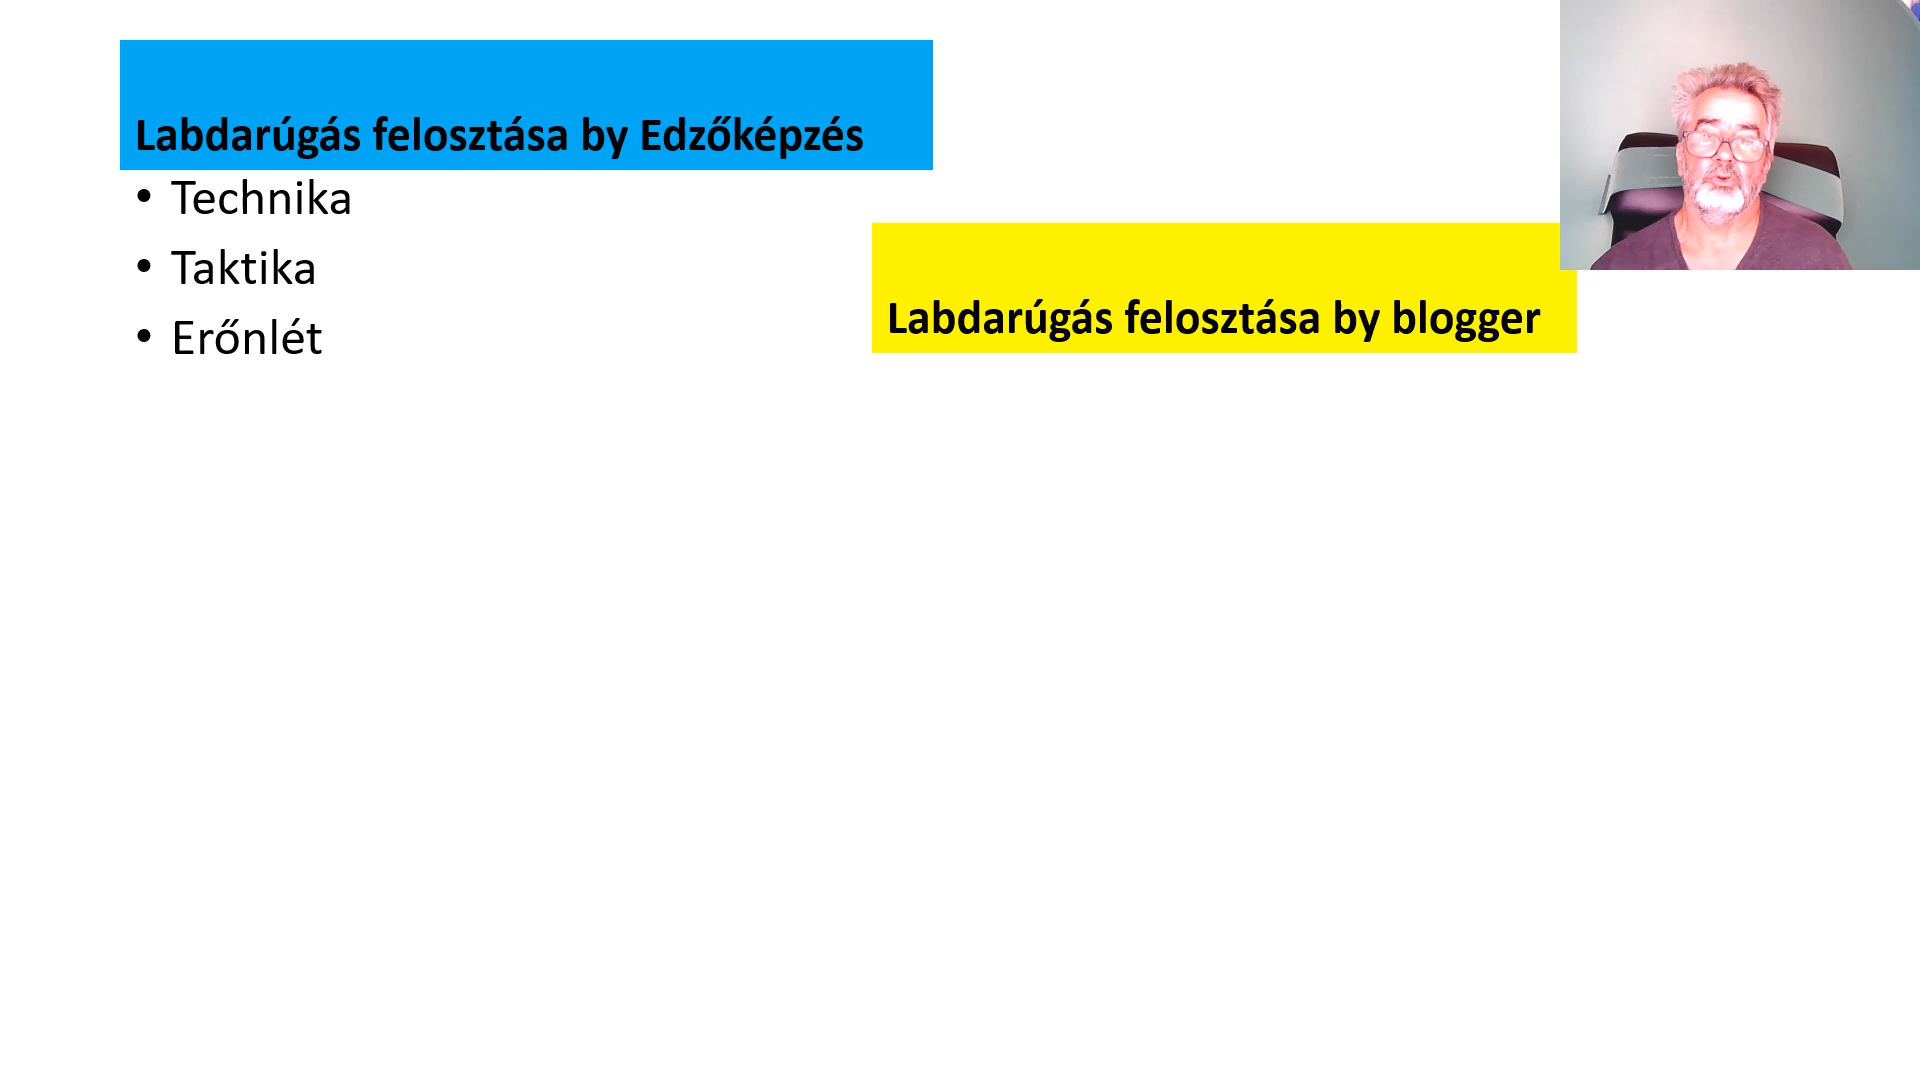 Labdarúgás felosztása by Edzőképzés
• Technika
• Taktika
• Erőnlét
Labdarúgás felosztása by blogger